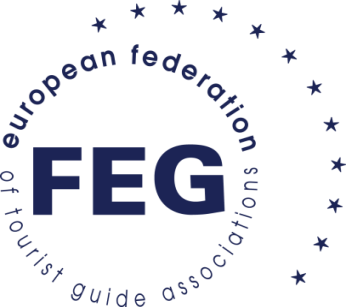 european federation
FEG
of tourist guide associations